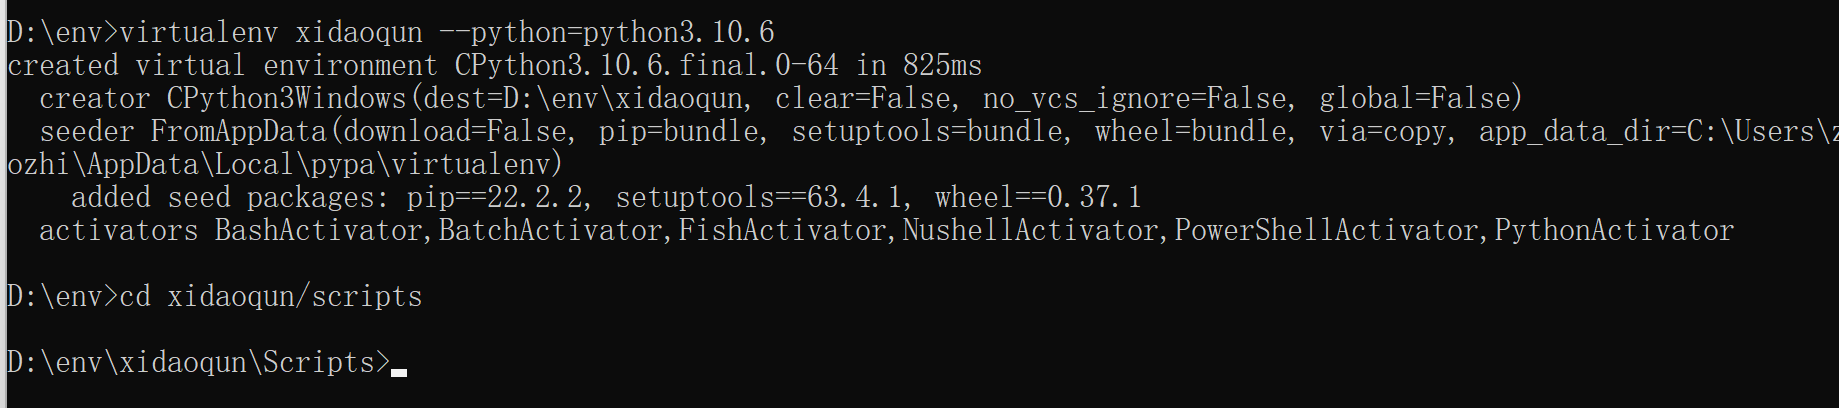 D:\env>virtualenv xidaoqun --python=python3.10.6
created virtual environment CPython3.10.6.final.0-64 in 825ms
  creator CPython3Windows(dest=D:\env\xidaoqun, clear=False, no_vcs_ignore=False, global=False)
  seeder FromAppData(download=False, pip=bundle, setuptools=bundle, wheel=bundle, via=copy, app_data_dir=C:\Users\z
ozhi\AppData\Local\pypa\virtualenv)
    added seed packages: pip==22.2.2, setuptools==63.4.1, wheel==0.37.1
  activators BashActivator,BatchActivator,FishActivator,NushellActivator,PowerShellActivator,PythonActivator
D:\env>cd xidaoqun/scripts
D:\env\xidaoqun\Scripts>